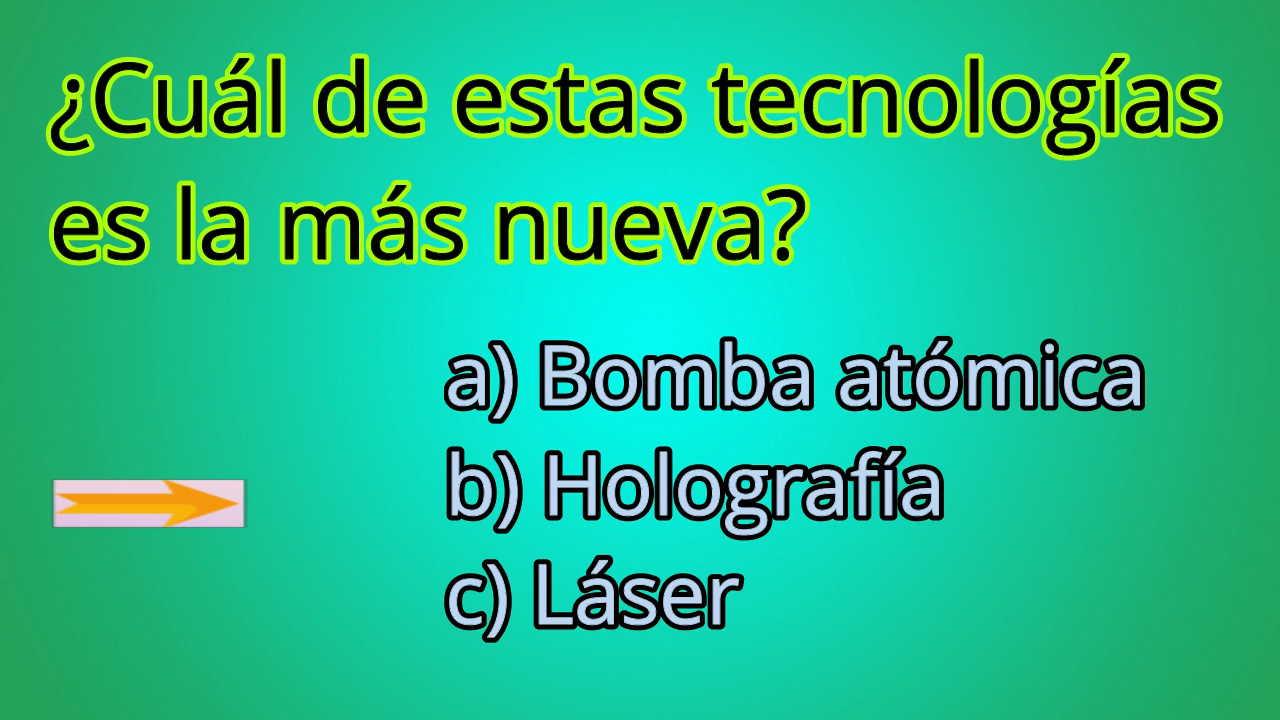 ¿Cuál de estas tecnologías
es la más nueva?
a) Bomba atómica
b) Holografía
c) Láser